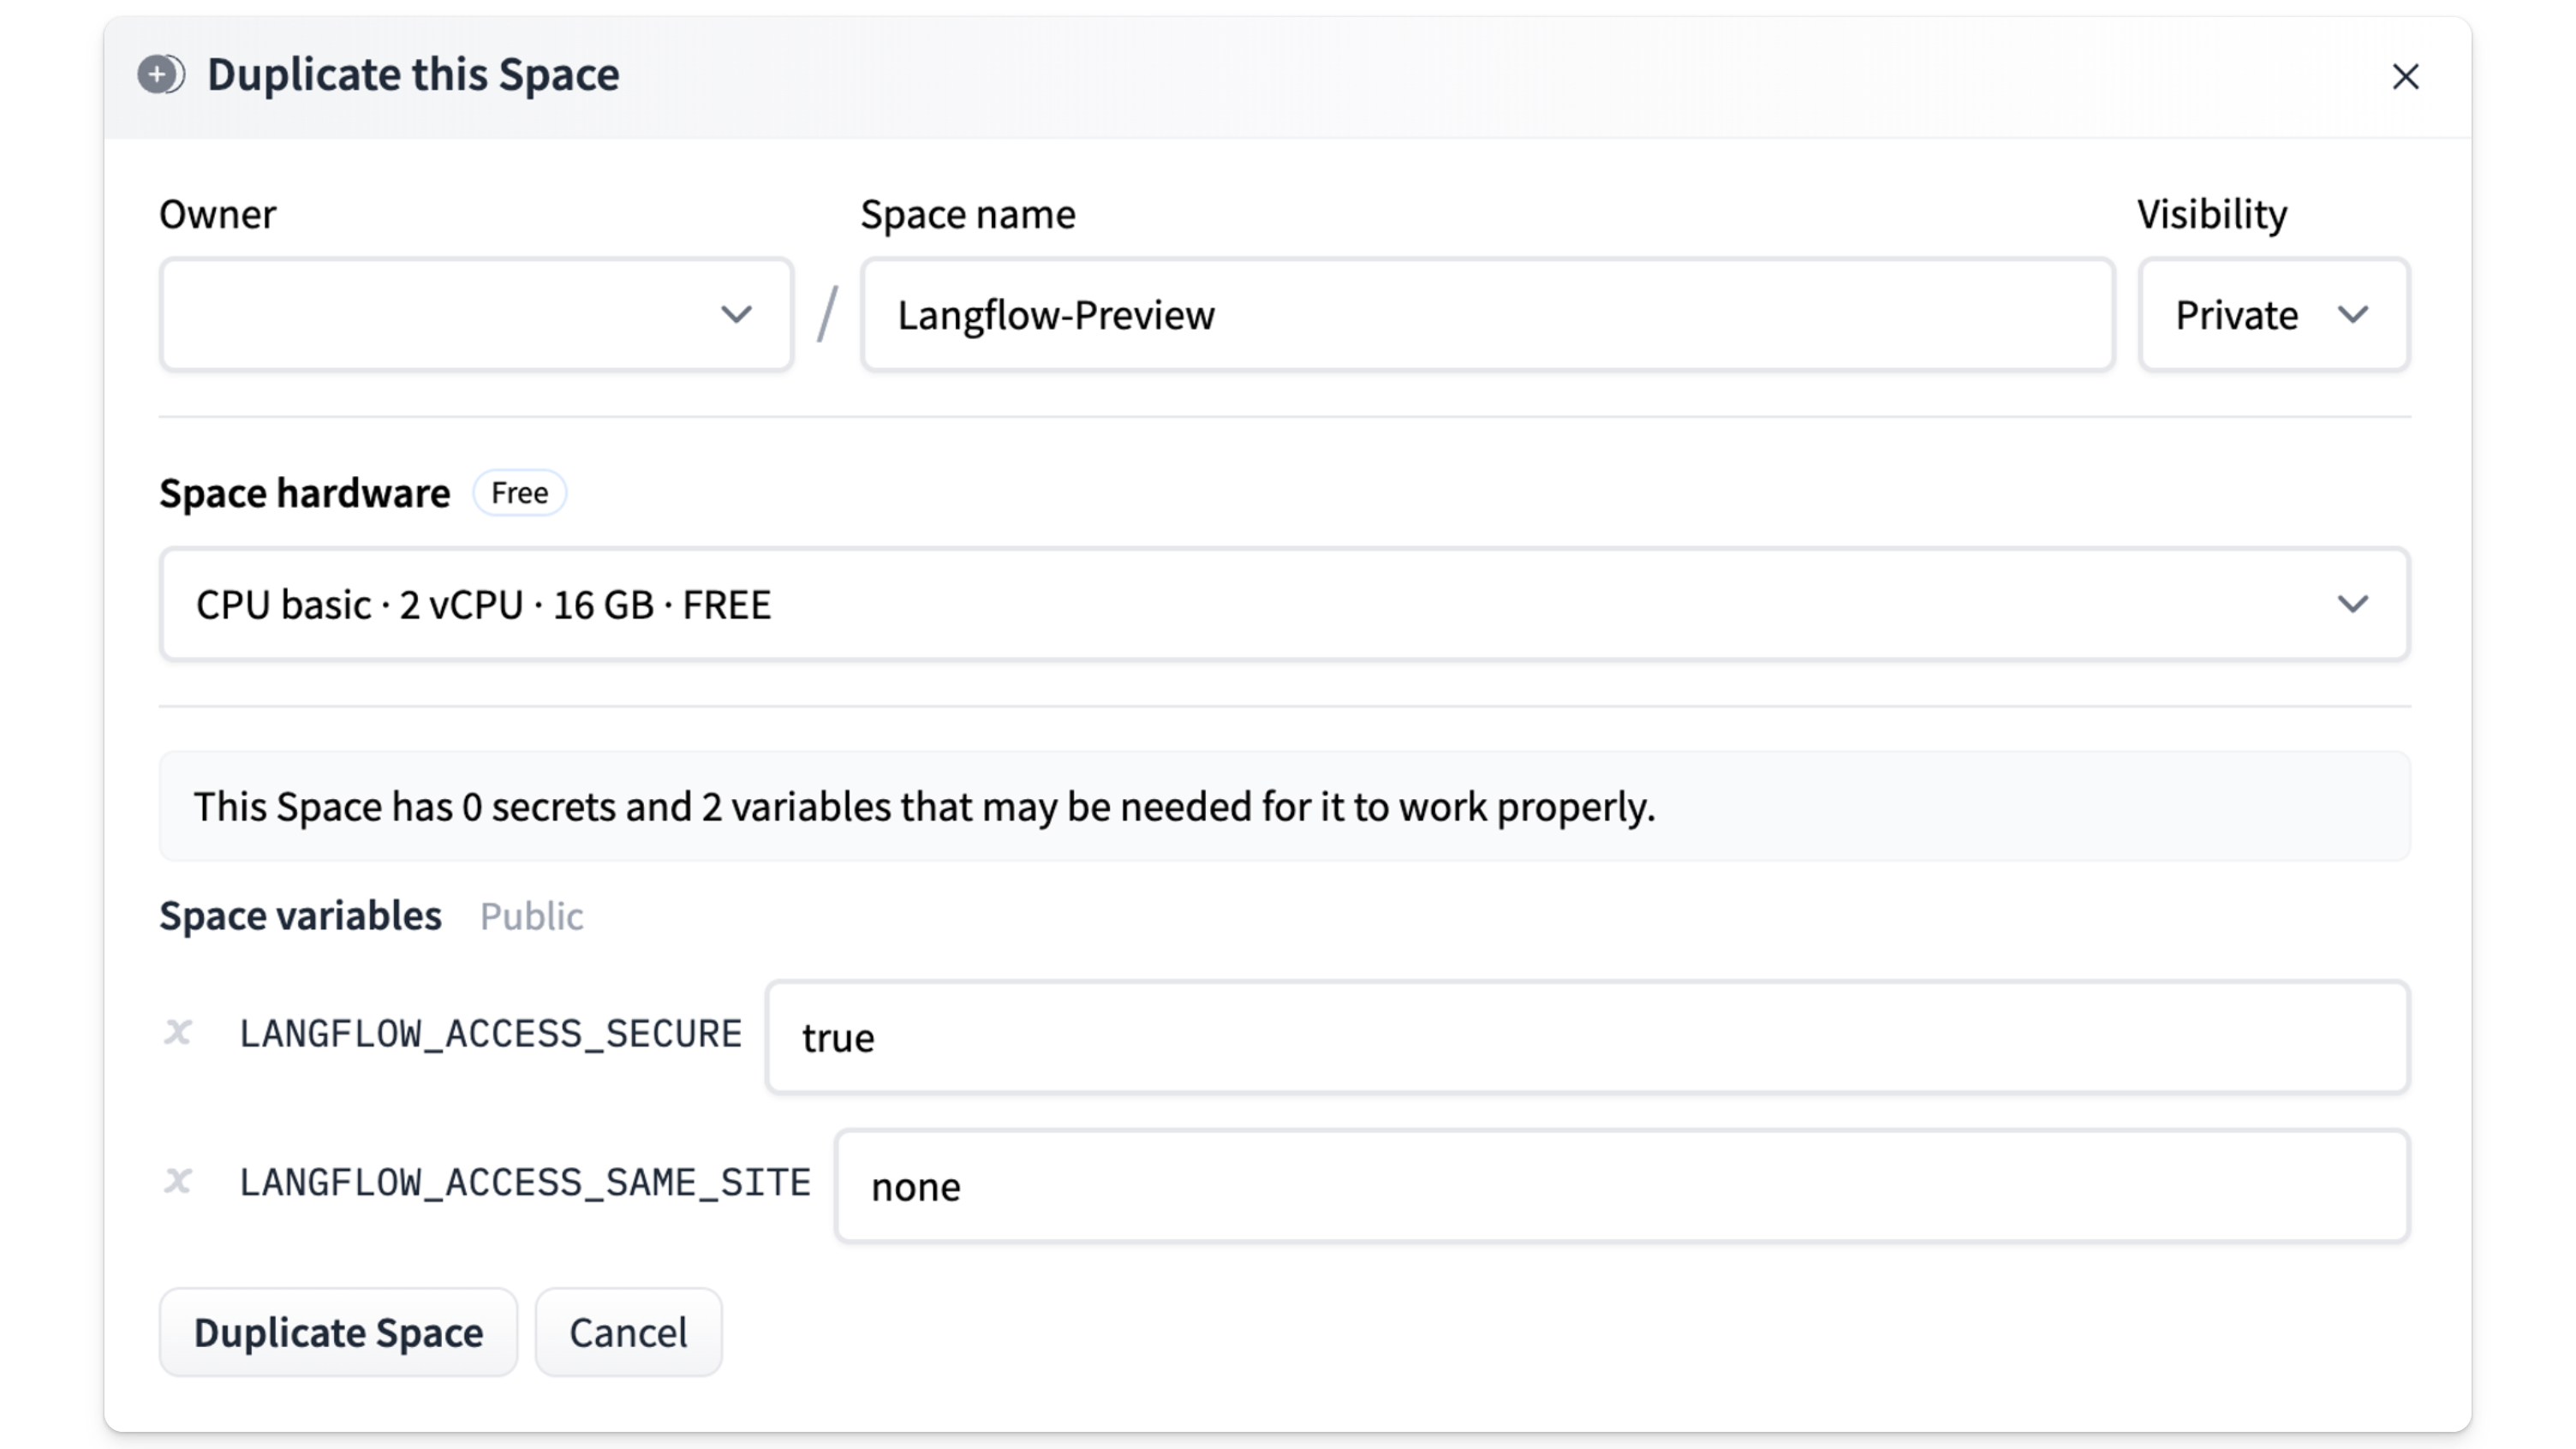 Duplicate this Space
Owner
Space name
Visibility
/
Langflow-Preview
Private
Space hardware
Free
CPU basic · 2 vCPU · 16 GB · FREE
This Space has 0 secrets and 2 variables that may be needed for it to work properly.
Space variables
Public
LANGFLOW_ACCESS_SECURE
true
LANGFLOW_ACCESS_SAME_SITE
none
Duplicate Space
Cancel